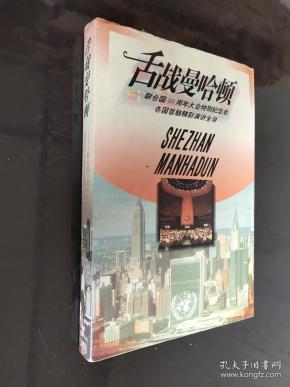 舌战曼哈顿
联合国50周年大会特别纪念会
各国首脑精彩演讲全录
SHEZHAN
MANHADUN
舌战曼哈顿
孔夫子旧书网
www.kongfz.com